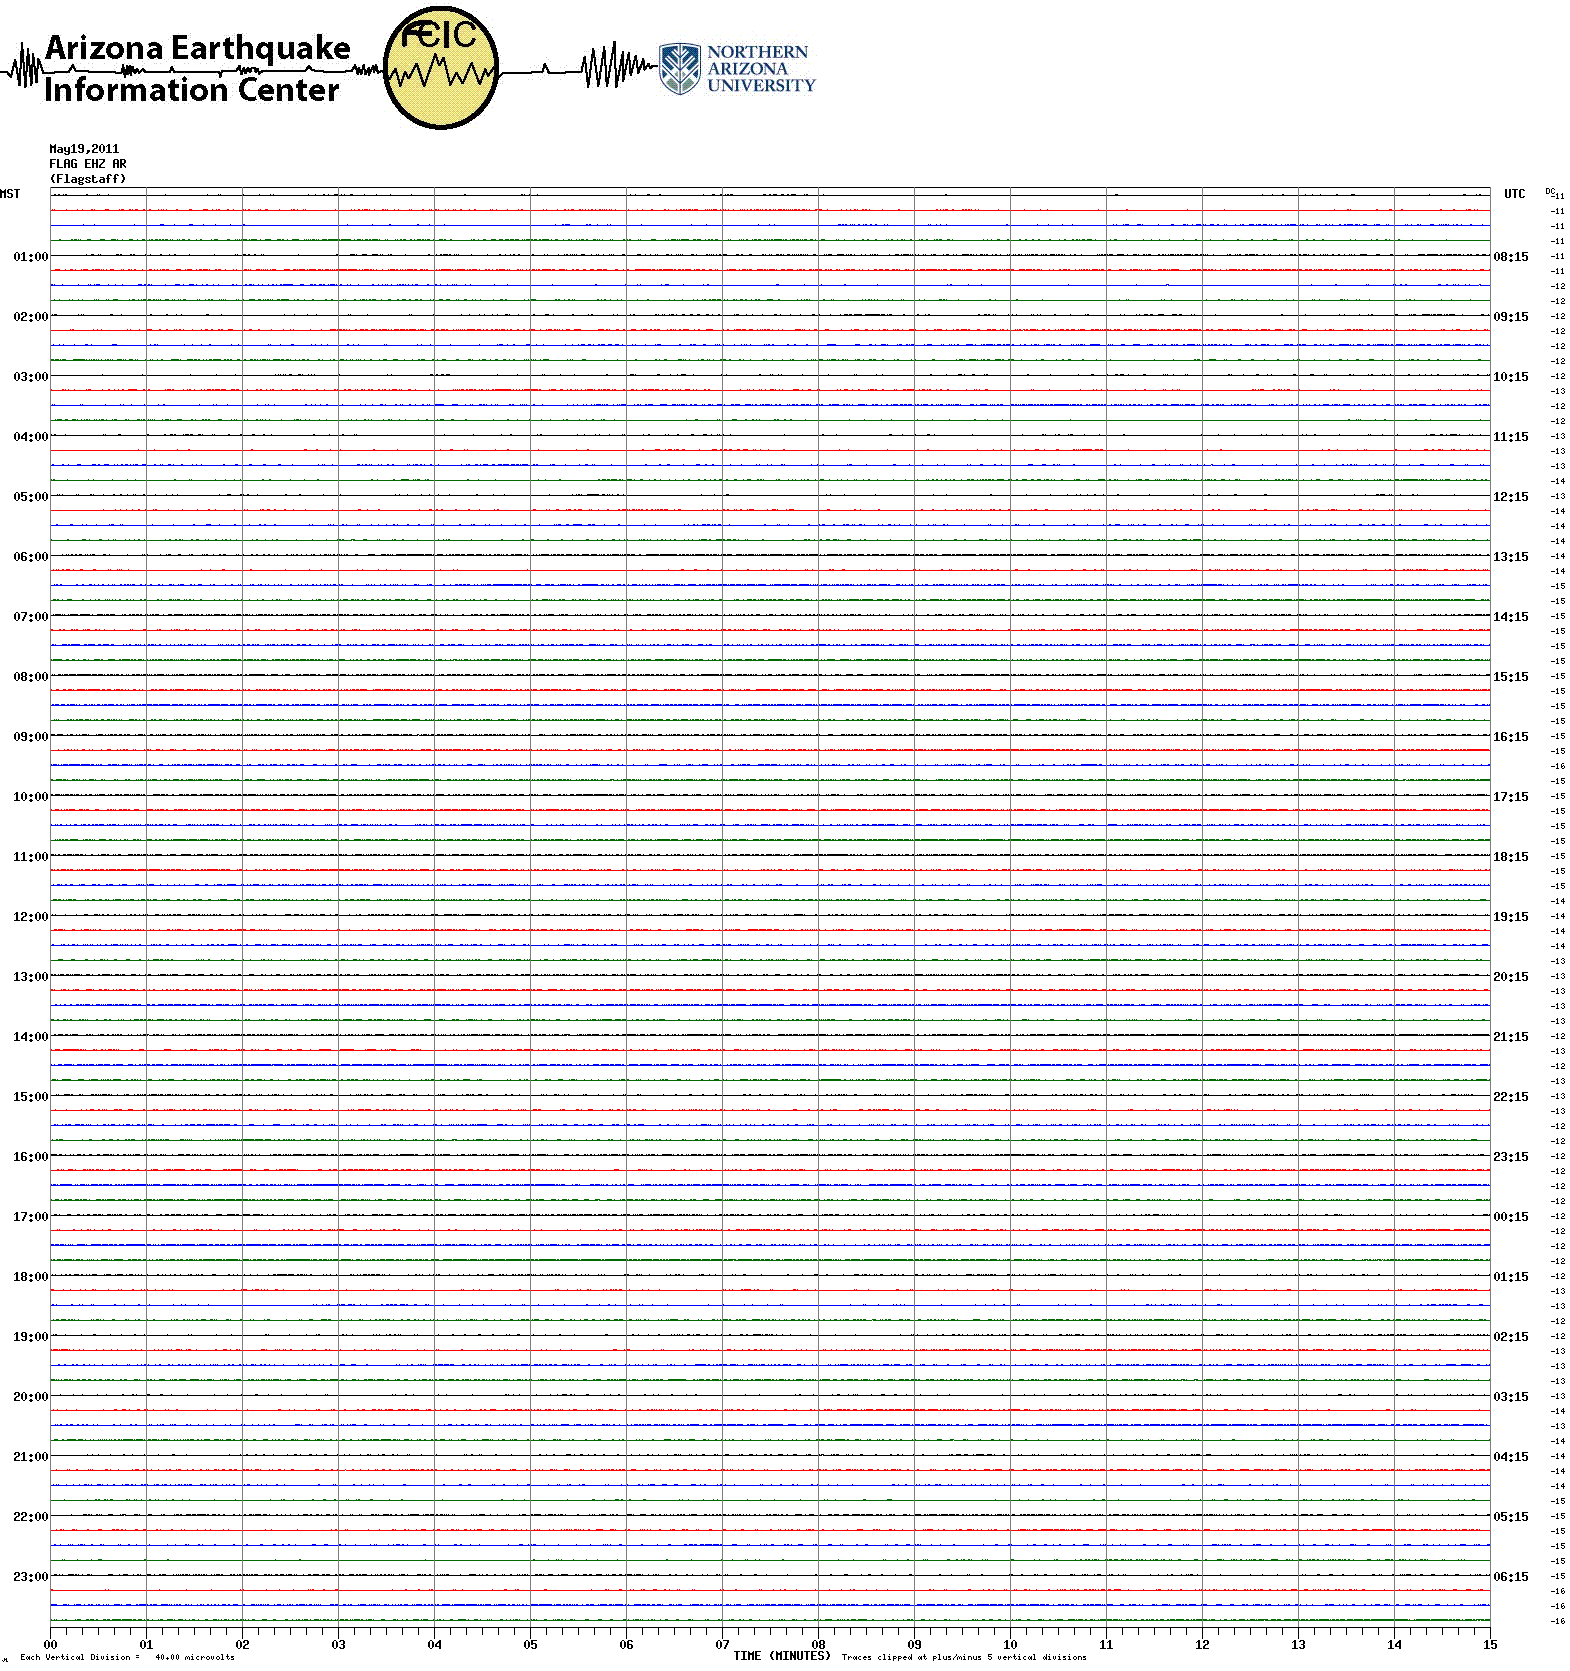 Arizona Earthquake
Information Center
ÆEIC
NORTHERN
ARIZONA
UNIVERSITY
May19,2011
FLAG EHZ AR
(Flagstaff)
MST UTC DC
-11
-11
-11
-11
01:00 08:15 -11
-11
-12
-12
02:00 09:15 -12
-12
-12
-12
03:00 10:15 -12
-13
-12
-12
04:00 11:15 -13
-13
-13
-14
05:00 12:15 -13
-14
-14
-14
06:00 13:15 -14
-14
-15
-15
07:00 14:15 -15
-15
-15
-15
08:00 15:15 -15
-15
-15
-15
09:00 16:15 -15
-15
-16
-15
10:00 17:15 -15
-15
-15
-15
11:00 18:15 -15
-15
-15
-14
12:00 19:15 -14
-14
-14
-13
13:00 20:15 -13
-13
-13
-13
14:00 21:15 -12
-13
-12
-13
15:00 22:15 -13
-13
-12
-12
16:00 23:15 -12
-12
-12
-12
17:00 00:15 -12
-12
-12
-12
18:00 01:15 -12
-13
-13
-12
19:00 02:15 -12
-13
-13
-13
20:00 03:15 -13
-14
-13
-14
21:00 04:15 -14
-14
-14
-15
22:00 05:15 -15
-15
-15
-15
23:00 06:15 -15
-16
-16
-16
00 01 02 03 04 05 06 07 08 09 10 11 12 13 14 15
TIME (MINUTES)
Each Vertical Division = 40.00 microvolts
Traces clipped at plus/minus 5 vertical divisions